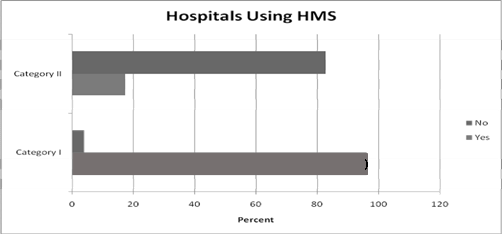 Hospitals Using HMS
Category II
Category I
No
Yes
0 20 40 60 80 100 120
Percent